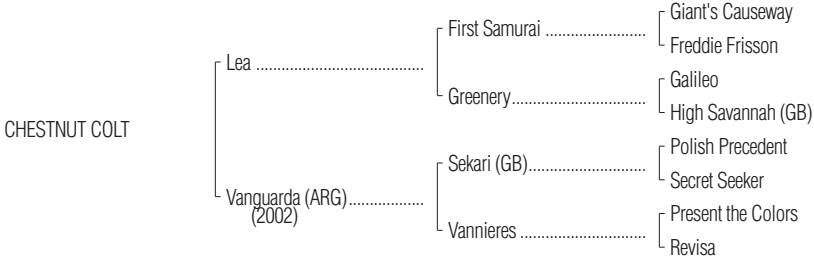 Giant's Causeway
First Samurai ........................
Freddie Frisson
Lea ........................................
Galileo
Greenery................................
High Savannah (GB)
CHESTNUT COLT
Polish Precedent
Sekari (GB)............................
Secret Seeker
Vanguarda (ARG)..................
(2002)
Present the Colors
Vannieres ..............................
Revisa